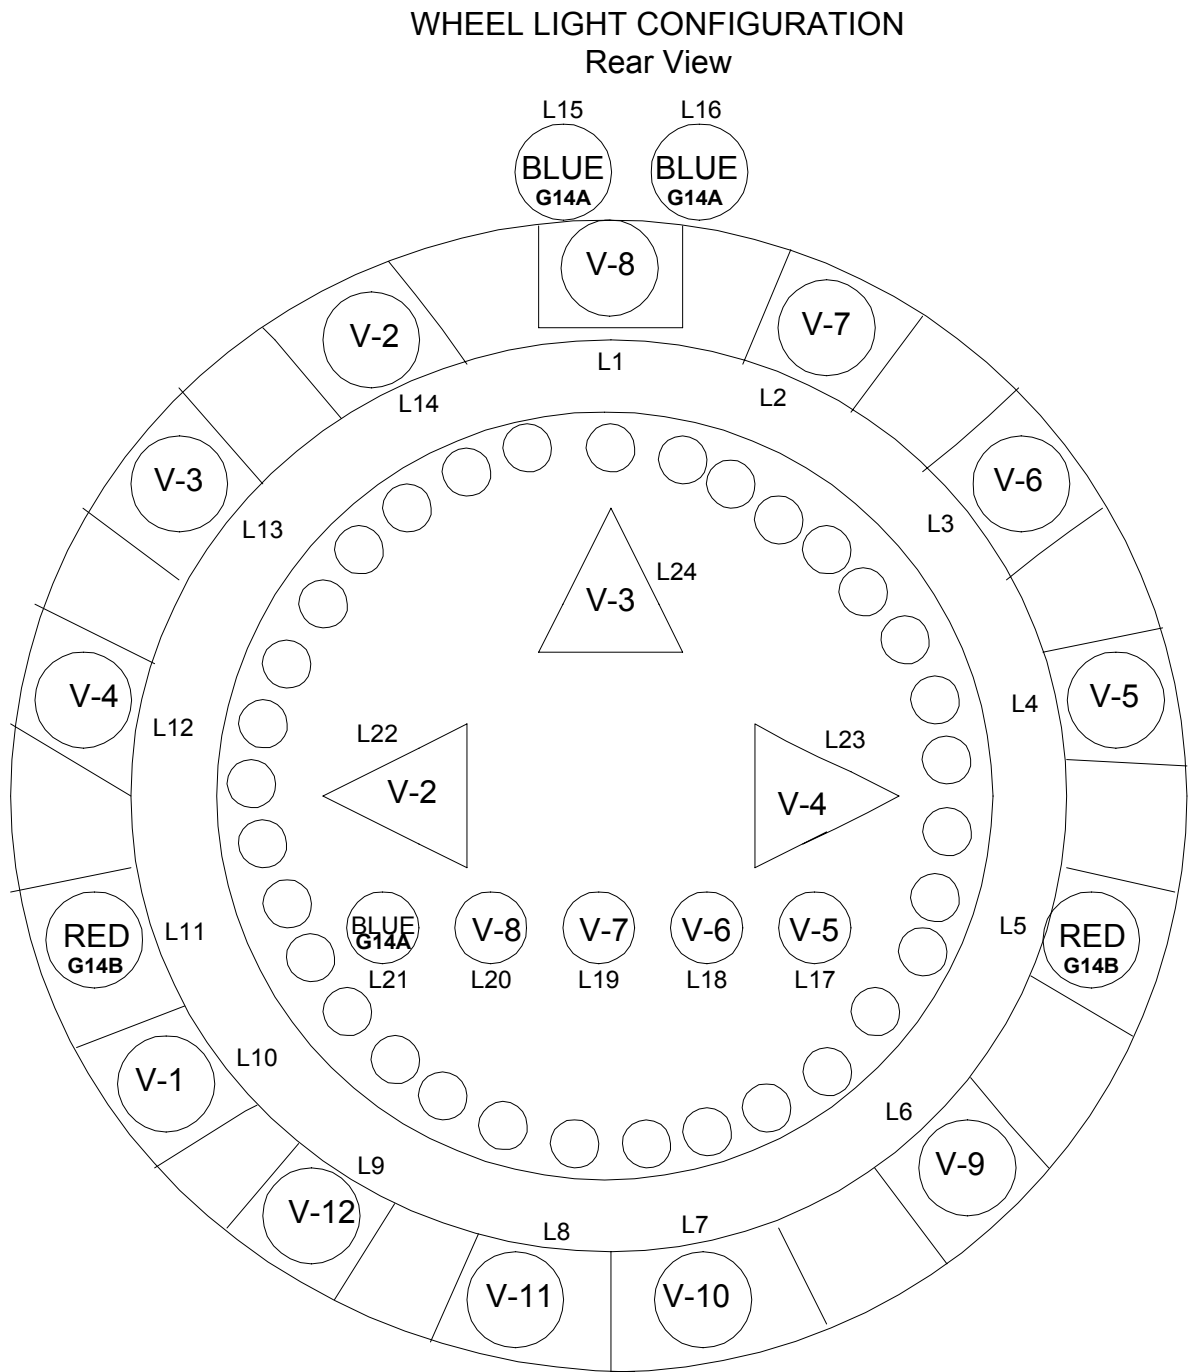 WHEEL LIGHT CONFIGURATION
Rear View
L15 L16
BLUE BLUE
G14A G14A
V-8
V-2 V-7
L1
L14 L2
V-3 V-6
L13 L3
L24
V-3
V-4 V-5
L12 L22 L23 L4
V-2 V-4
RED L11 BLUE V-8 V-7 V-6 V-5 L5 RED
G14B G14A G14B
L21 L20 L19 L18 L17
L10
V-1
L6
L9 V-9
V-12
L8 L7
V-11 V-10